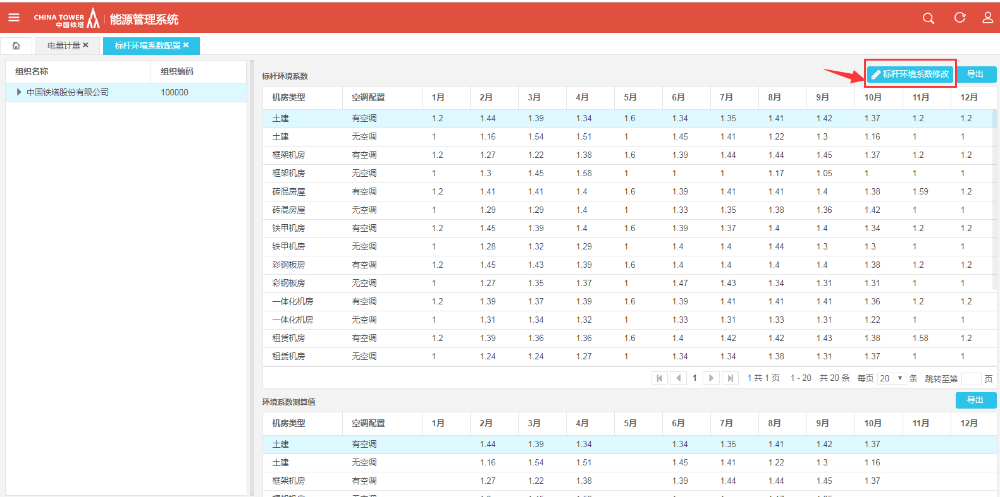 CHINA TOWER
中国铁塔
能源管理系统
电量计量 ×
标杆环境系数配置 ×
组织名称 组织编码
中国铁塔股份有限公司 100000
标杆环境系数
标杆环境系数修改 导出
机房类型 空调配置 1月 2月 3月 4月 5月 6月 7月 8月 9月 10月 11月 12月
土建 有空调 1.2 1.44 1.39 1.34 1.6 1.34 1.35 1.41 1.42 1.37 1.2 1.2
土建 无空调 1 1.16 1.54 1.51 1 1.45 1.41 1.22 1.3 1.16 1 1
框架机房 有空调 1.2 1.27 1.22 1.38 1.6 1.39 1.44 1.44 1.45 1.37 1.2 1.2
框架机房 无空调 1 1.3 1.45 1.58 1 1 1 1.17 1.05 1 1 1
砖混房屋 有空调 1.2 1.41 1.41 1.4 1.6 1.39 1.41 1.41 1.4 1.38 1.59 1.2
砖混房屋 无空调 1 1.29 1.29 1.4 1 1.33 1.35 1.38 1.36 1.42 1 1
铁甲机房 有空调 1.2 1.45 1.39 1.4 1.6 1.39 1.37 1.4 1.4 1.34 1.2 1.2
铁甲机房 无空调 1 1.28 1.32 1.29 1 1.4 1.4 1.44 1.3 1.3 1 1
彩钢板房 有空调 1.2 1.45 1.43 1.39 1.6 1.4 1.4 1.4 1.4 1.38 1.2 1.2
彩钢板房 无空调 1 1.27 1.35 1.37 1 1.47 1.43 1.34 1.31 1.31 1 1
一体化机房 有空调 1.2 1.39 1.37 1.39 1.6 1.39 1.41 1.41 1.41 1.36 1.2 1.2
一体化机房 无空调 1 1.31 1.34 1.32 1 1.33 1.31 1.33 1.31 1.22 1 1
租赁机房 有空调 1.2 1.39 1.36 1.36 1.6 1.4 1.42 1.42 1.43 1.38 1.58 1.2
租赁机房 无空调 1 1.24 1.24 1.27 1 1.34 1.34 1.38 1.31 1.37 1 1
1 1 共 1 页 1 - 20 共 20 条 每页 20 条 跳转至第 页
环境系数测算值 导出
机房类型 空调配置 1月 2月 3月 4月 5月 6月 7月 8月 9月 10月 11月 12月
土建 有空调 1.44 1.39 1.34 1.34 1.35 1.41 1.42 1.37
土建 无空调 1.16 1.54 1.51 1.45 1.41 1.22 1.3 1.16
框架机房 有空调 1.27 1.22 1.38 1.39 1.44 1.44 1.45 1.37